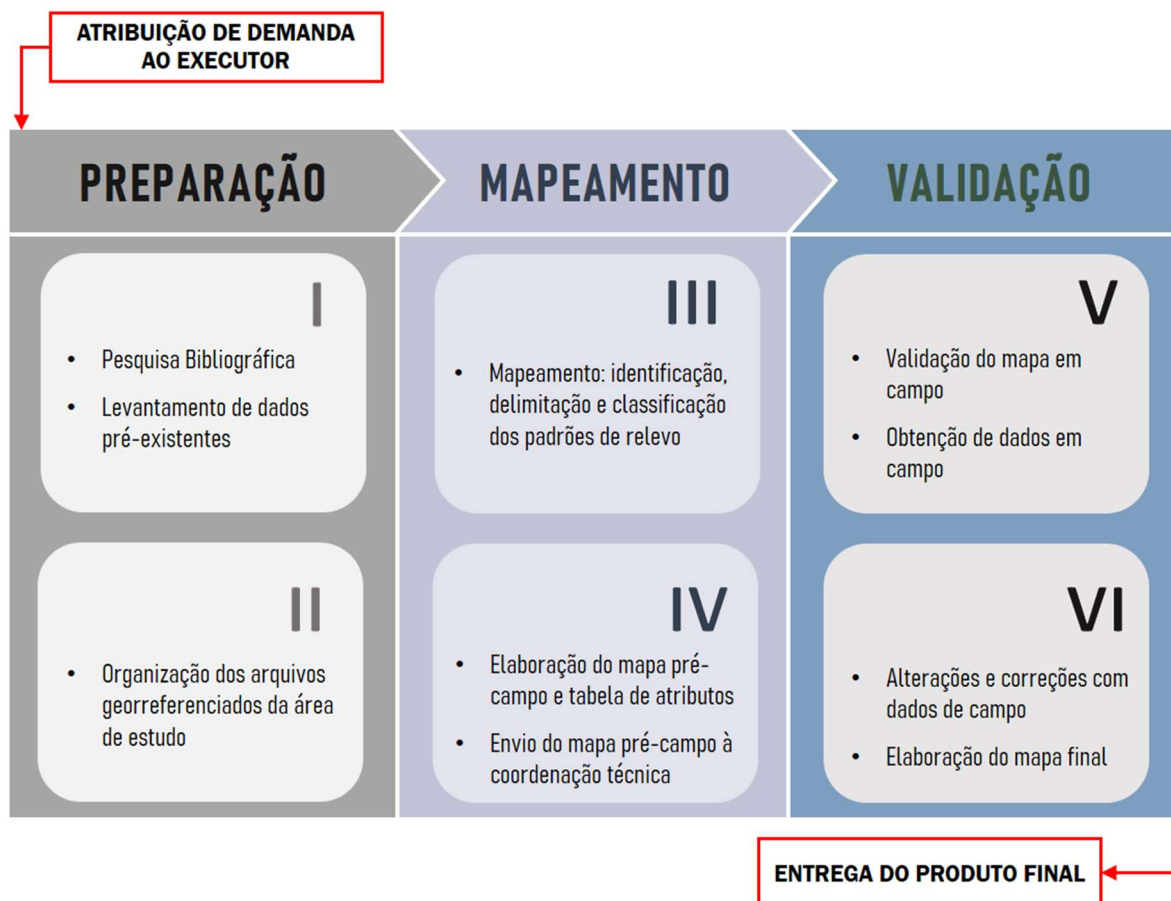 ATRIBUIÇÃO DE DEMANDA
AO EXECUTOR
PREPARAÇÃO
MAPEAMENTO
VALIDAÇÃO
I
• Pesquisa Bibliográfica
• Levantamento de dados
pré-existentes
II
• Organização dos arquivos
georreferenciados da área
de estudo
III
• Mapeamento: identificação,
delimitação e classificação
dos padrões de relevo
IV
• Elaboração do mapa pré-
campo e tabela de atributos
• Envio do mapa pré-campo à
coordenação técnica
V
• Validação do mapa em
campo
• Obtenção de dados em
campo
VI
• Alterações e correções com
dados de campo
• Elaboração do mapa final
ENTREGA DO PRODUTO FINAL